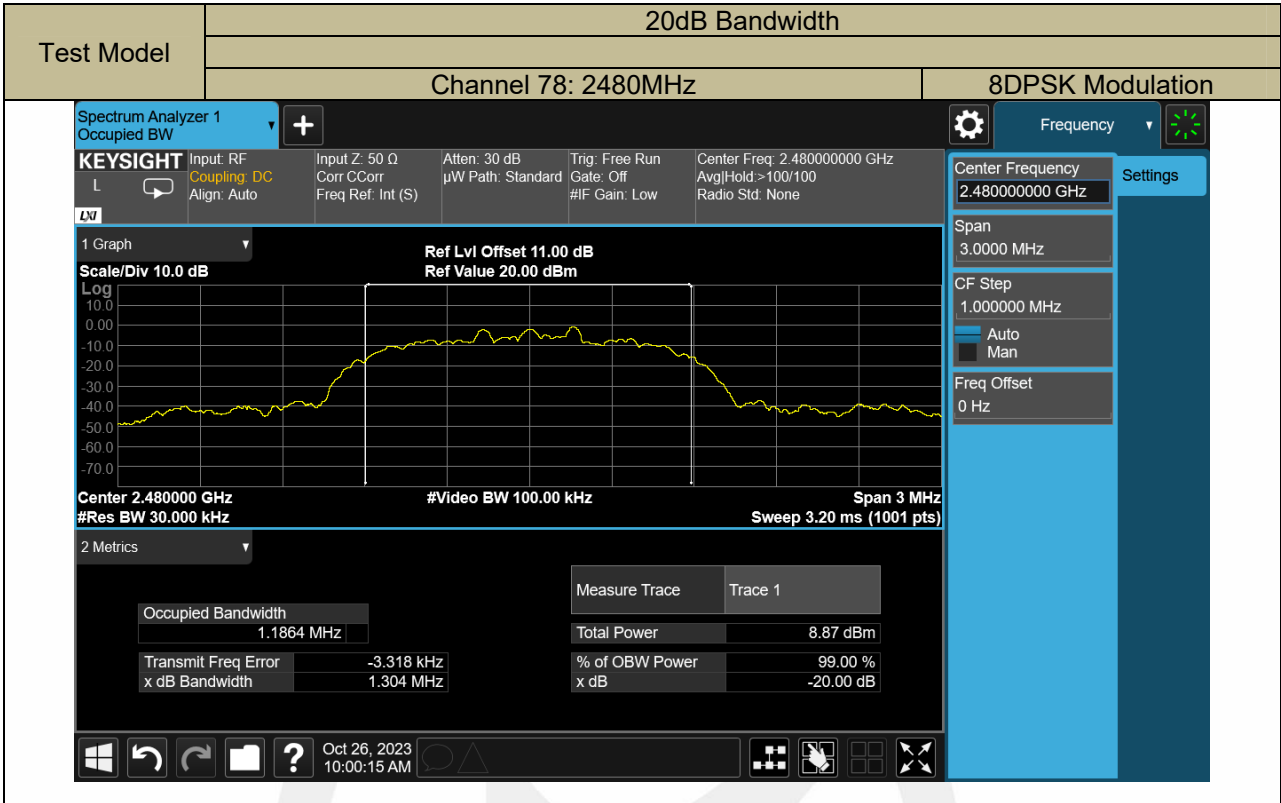 20dB Bandwidth
Test Model
Channel 78: 2480MHz 8DPSK Modulation
Spectrum Analyzer 1
Occupied BW
Frequency
KEYSIGHT Input: RF Input Z: 50 Ω Atten: 30 dB Trig: Free Run Center Freq: 2.480000000 GHz
L Coupling: DC Corr CCorr µW Path: Standard Gate: Off Avg|Hold:>100/100
Align: Auto Freq Ref: Int (S) #IF Gain: Low Radio Std: None
LXI
Center Frequency
2.480000000 GHz
Settings
Span
3.0000 MHz
CF Step
1.000000 MHz
Auto
Man
Freq Offset
0 Hz
1 Graph
Ref Lvl Offset 11.00 dB
Scale/Div 10.0 dB Ref Value 20.00 dBm
Log
10.0
0.00
-10.0
-20.0
-30.0
-40.0
-50.0
-60.0
-70.0
Center 2.480000 GHz #Video BW 100.00 kHz Span 3 MHz
#Res BW 30.000 kHz Sweep 3.20 ms (1001 pts)
2 Metrics
Measure Trace Trace 1
Occupied Bandwidth
1.1864 MHz
Total Power 8.87 dBm
Transmit Freq Error -3.318 kHz % of OBW Power 99.00 %
x dB Bandwidth 1.304 MHz x dB -20.00 dB
? Oct 26, 2023
10:00:15 AM